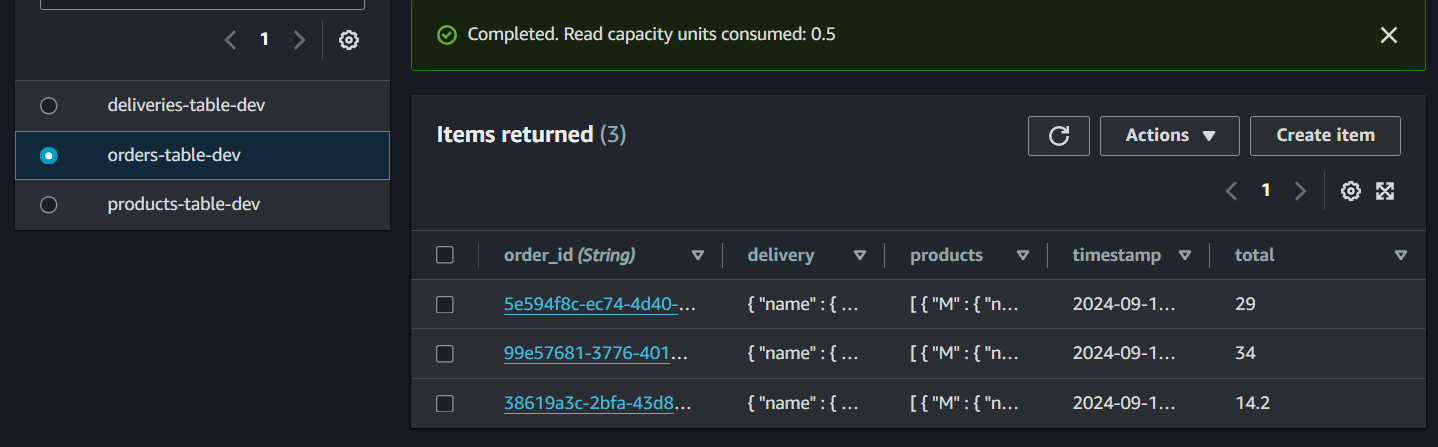 1
deliveries-table-dev
orders-table-dev
products-table-dev
Completed. Read capacity units consumed: 0.5
Items returned (3)
Actions
Create item
1
order_id (String) delivery products timestamp total
5e594f8c-ec74-4d40-… { "name" : { … [ { "M" : { "n… 2024-09-1… 29
99e57681-3776-401… { "name" : { … [ { "M" : { "n… 2024-09-1… 34
38619a3c-2bfa-43d8… { "name" : { … [ { "M" : { "n… 2024-09-1… 14.2